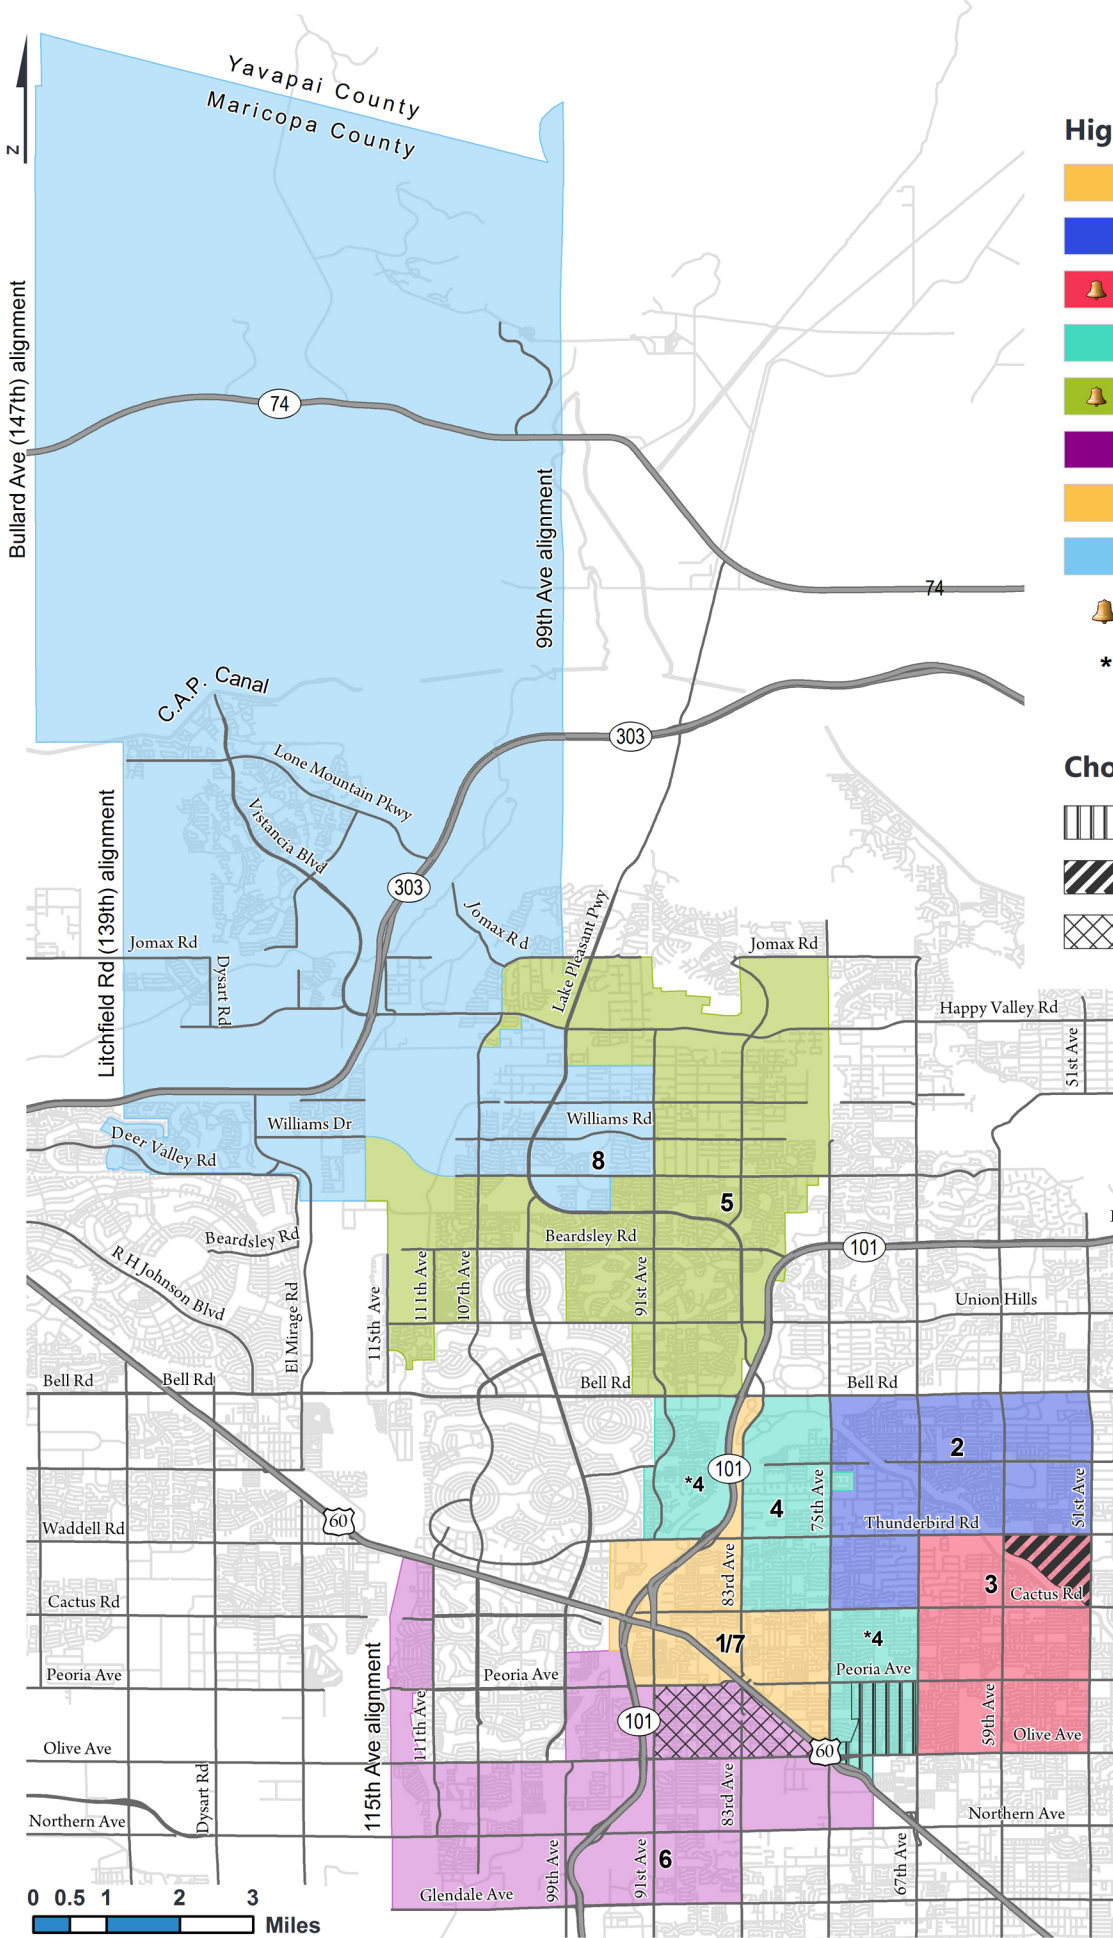 Yavapai County
Maricopa County
Z
Hig
Bullard Ave (147th) alignment
74
99th Ave alignment
74
*
C.A.P. Canal
303
Lone Mountain Pkwy
Cho
Vistancia Blvd
Litchfield Rd (139th) alignment
303
Jomax Rd
Jomax Rd
Lake Pleasant Pwy
Jomax Rd
Dysart Rd
Happy Valley Rd
51st Ave
Williams Dr
Williams Rd
Deer Valley Rd
8
5
Beardsley Rd
Beardsley Rd
101
R H Johnson Blvd
El Mirage Rd
115th Ave
111th Ave
107th Ave
91st Ave
Union Hills
Bell Rd
Bell Rd
Bell Rd
Bell Rd
2
*4
101
4
75th Ave
51st Ave
60
Waddell Rd
Thunderbird Rd
83rd Ave
3
Cactus Rd
Cactus Rd
1/7
*4
Peoria Ave
Peoria Ave
Peoria Ave
115th Ave alignment
111th Ave
101
59th Ave
Olive Ave
Olive Ave
60
Dysart Rd
83rd Ave
Northern Ave
Northern Ave
6
99th Ave
91st Ave
67th Ave
Glendale Ave
0 0.5 1 2 3
Miles